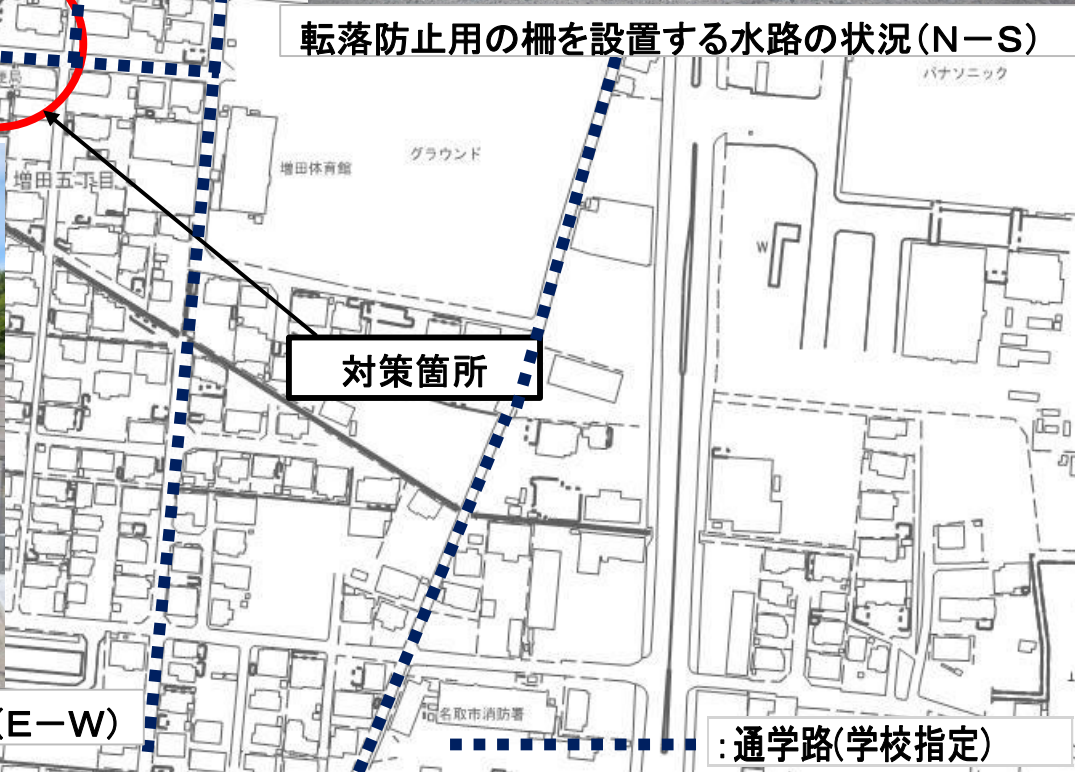 転落防止用の柵を設置する水路の状況(N－S)
パナソニック
グラウンド
増田体育館
増田五丁目
W
対策箇所
(E－W)
名取市消防署
:通学路(学校指定)